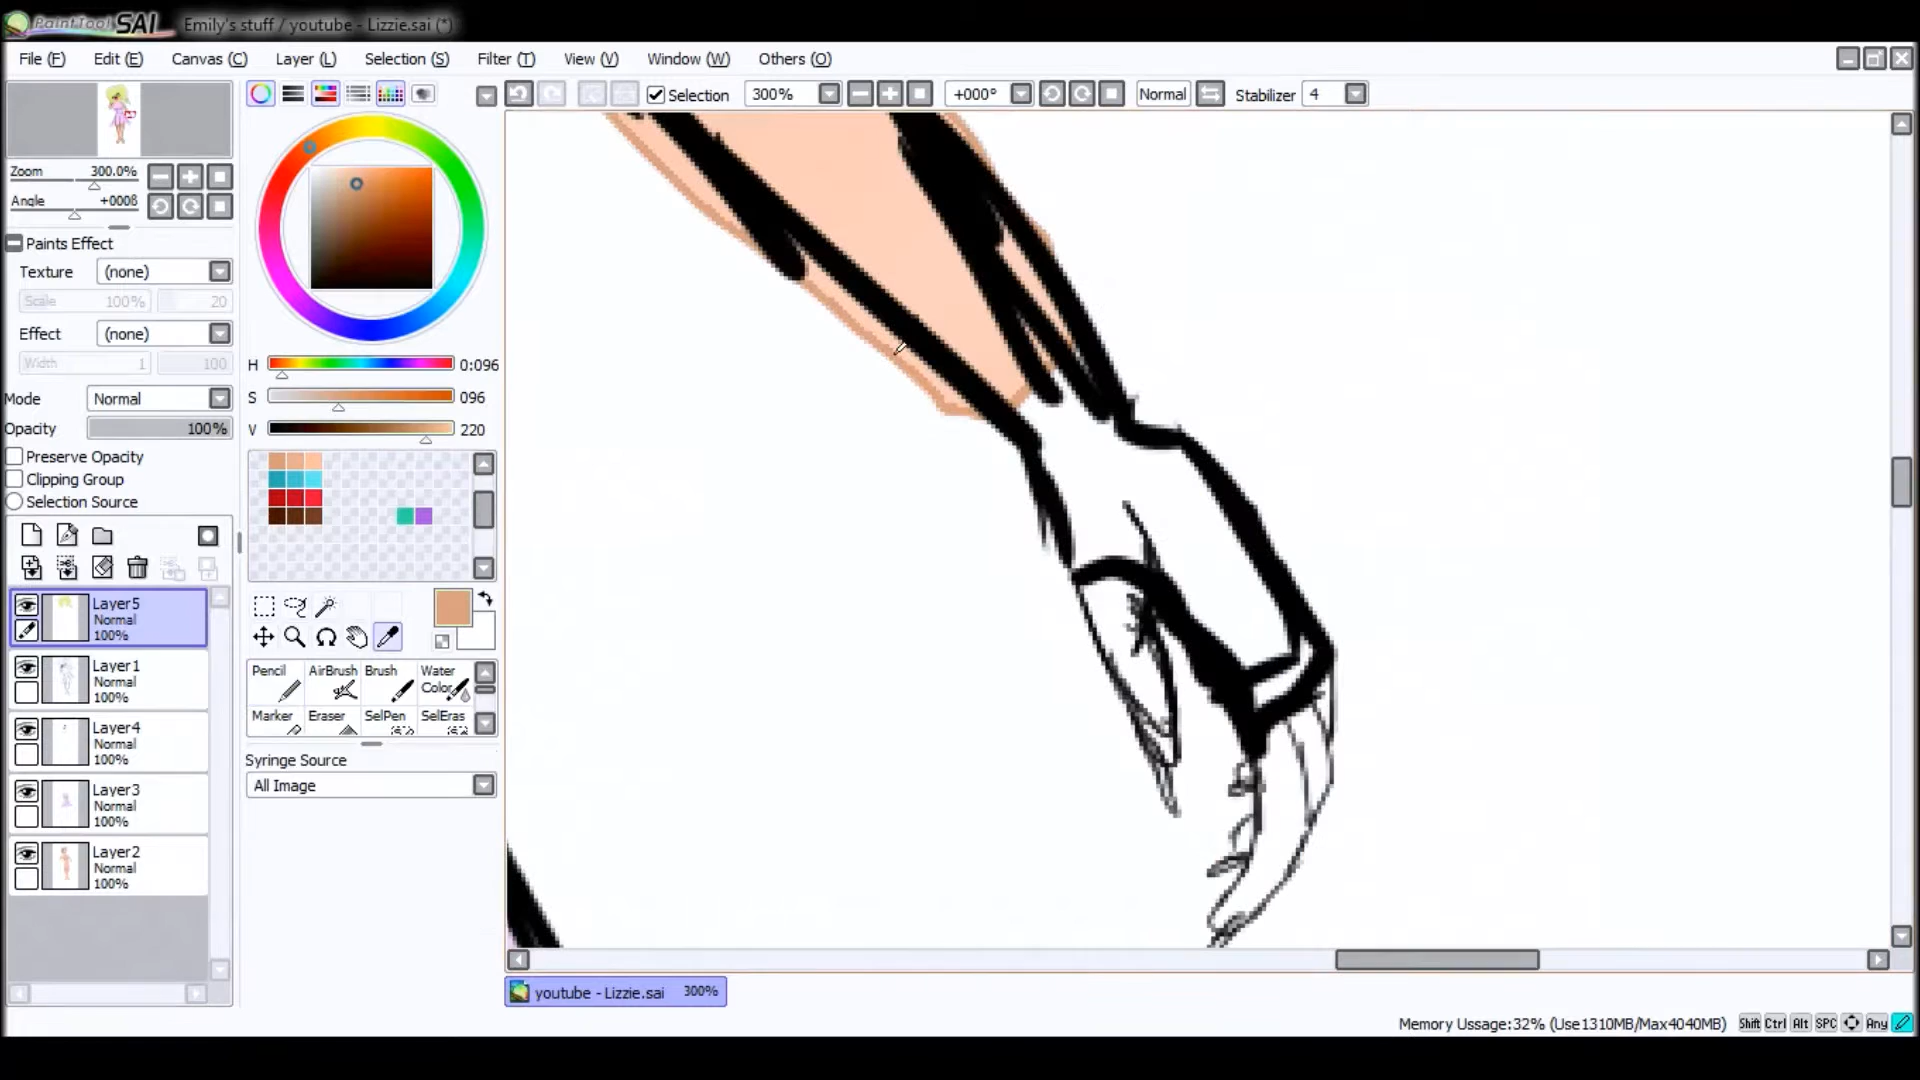 PaintTool SAI Emily's stuff / youtube - Lizzie.sai (*)
File (F) Edit (E) Canvas (C) Layer (L) Selection (S) Filter (T) View (V) Window (W) Others (O)
Selection 300% +000° Normal Stabilizer 4
Zoom 300.0%
Angle +0008
Paints Effect
Texture (none)
Scale 100% 20
Effect (none)
Width 1 100
Mode Normal
Opacity 100%
Preserve Opacity
Clipping Group
Selection Source
Layer5
Normal
100%
Layer1
Normal
100%
Layer4
Normal
100%
Layer3
Normal
100%
Layer2
Normal
100%
H 0:096
S 096
V 220
Pencil AirBrush Brush Water
Color
Marker Eraser SelPen SelEras
Syringe Source
All Image
youtube - Lizzie.sai 300%
Memory Ussage:32% (Use1310MB/Max4040MB) Shift Ctrl Alt SPC Any